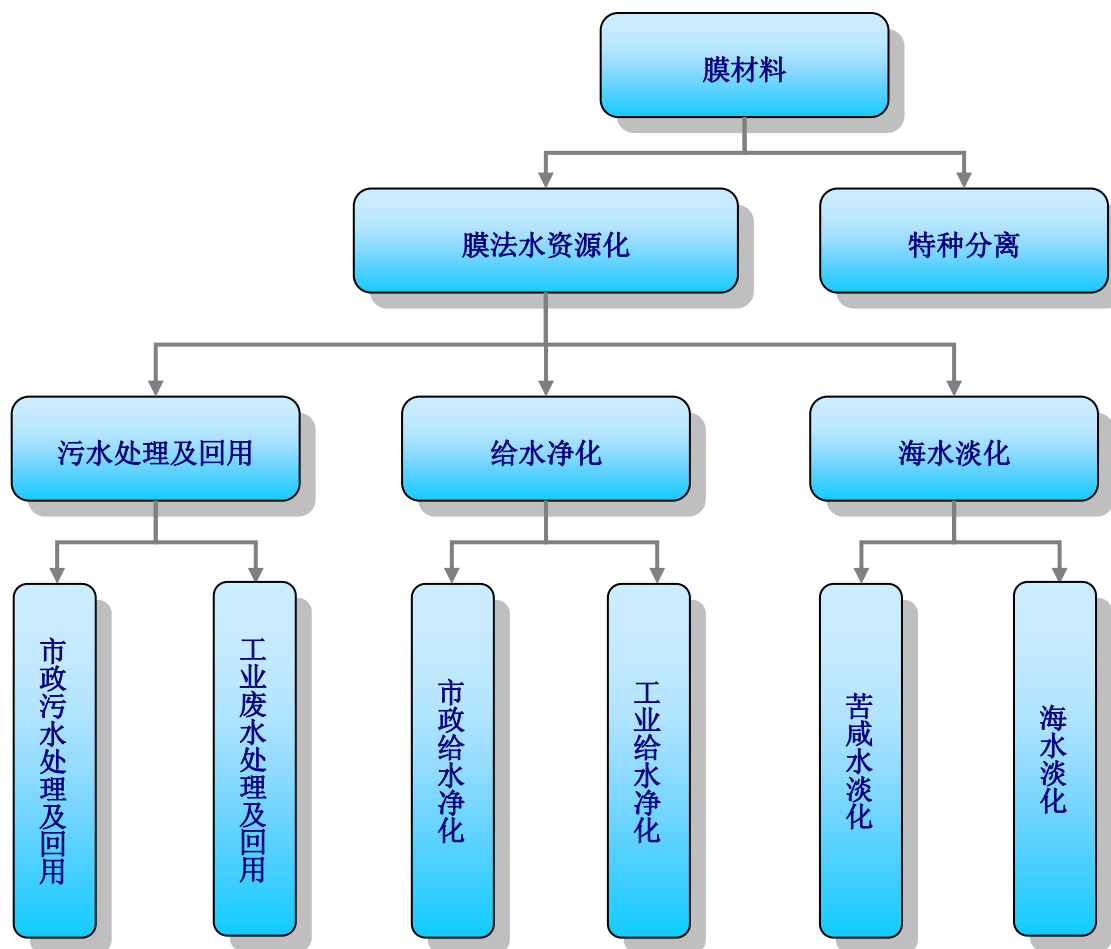 膜材料
膜法水资源化
特种分离
污水处理及回用
给水净化
海水淡化
市政污水处理及回用
工业废水处理及回用
市政给水净化
工业给水净化
苦咸水淡化
海水淡化